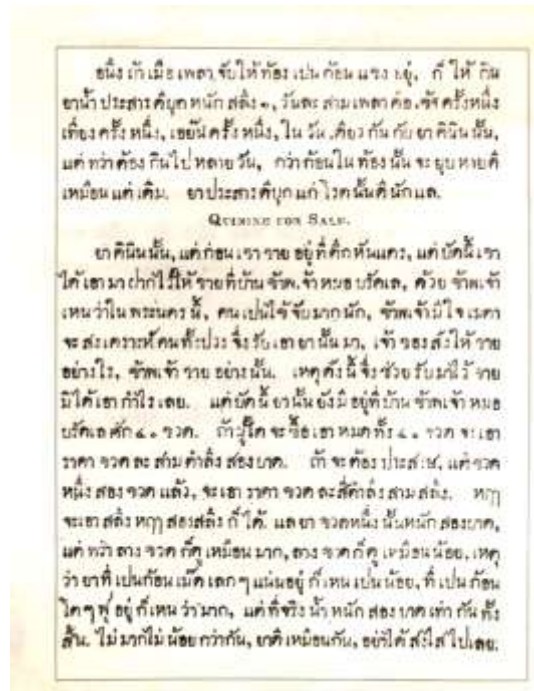 อนึ่งถ้าเมื่อเพลาจับให้ท้องเปนก้อนแขงอยู่, ก็ให้กิน
ยาน้ำประสารดีบุกหนักสลึง ๑, วันละสามเพลาคือเช้าครั้งหนึ่ง
เที่ยงครั้งหนึ่ง, เอยนครั้งหนึ่ง, ในวันเดียวกันกับยาคินินนั้น,
แต่ทว่าต้องกินไปหลายวัน, กว่าก้อนในท้องนั้นจะยุบหายดี
เหมือนแต่เดิม. ยาประสารดีบุกแก้โรคนั้นดีนักแล.
QUININE FOR SALE.
ยาคินินนั้น, แต่ก่อนเราขายอยู่ที่ตึกหันแตร, แต่บัดนี้เรา
ได้เอามาฝากไว้ให้ขายที่บ้านข้าพเจ้าหมอบรัดเล, ด้วยข้าพเจ้า
เหนว่าในพระนครนี้, คนเปนไข้จับมากนัก, ข้าพเจ้ามีใจเมตา
จะสงเคราะห์คนทั้งปวงจึ่งรับเอายานั้นมา, เจ้าของสั่งให้ขาย
อย่างไร, ข้าพเจ้าขายอย่างนั้น. เหตุดังนี้จึ่งช่วยรับมาไว้ขาย
มิได้เอากำไรเลย. แต่บัดนี้ยานั้นยังมีอยู่ที่บ้านข้าพเจ้าหมอ
บรัดเลสัก ๔๐ ขวด. ถ้าผู้ใดจะซื้อเอาหมดทั้ง ๔๐ ขวดจะเอา
ราคาขวดละสามตำลึงสองบาด. ถ้าจะต้องประสงษ์, แต่ขวด
หนึ่งสองขวดแล้ว, จะเอาราคาขวดละสี่ตำลึงสามสลึง. หฤๅ
จะเอาสลึงหฤๅสองสลึงก็ได้. แลยาขวดหนึ่งนั้นหนักสองบาด,
แต่ทว่าลางขวดก็ดูเหมือนมาก, ลางขวดก็ดูเหมือนน้อย, เหตุ
ว่ายาที่เปนก้อนเม็ดเลกๆแน่นอยู่ก็เหนเปนน้อย, ที่เปนก้อน
โตๆฟูอยู่ก็เหนว่ามาก, แต่ที่จริงน้ำหนักสองบาดเท่ากันทั้ง
สิ้น. ไม่มากไม่น้อยกว่ากัน, ยาดีเหมือนกัน, อย่าได้สงไสไปเลย.